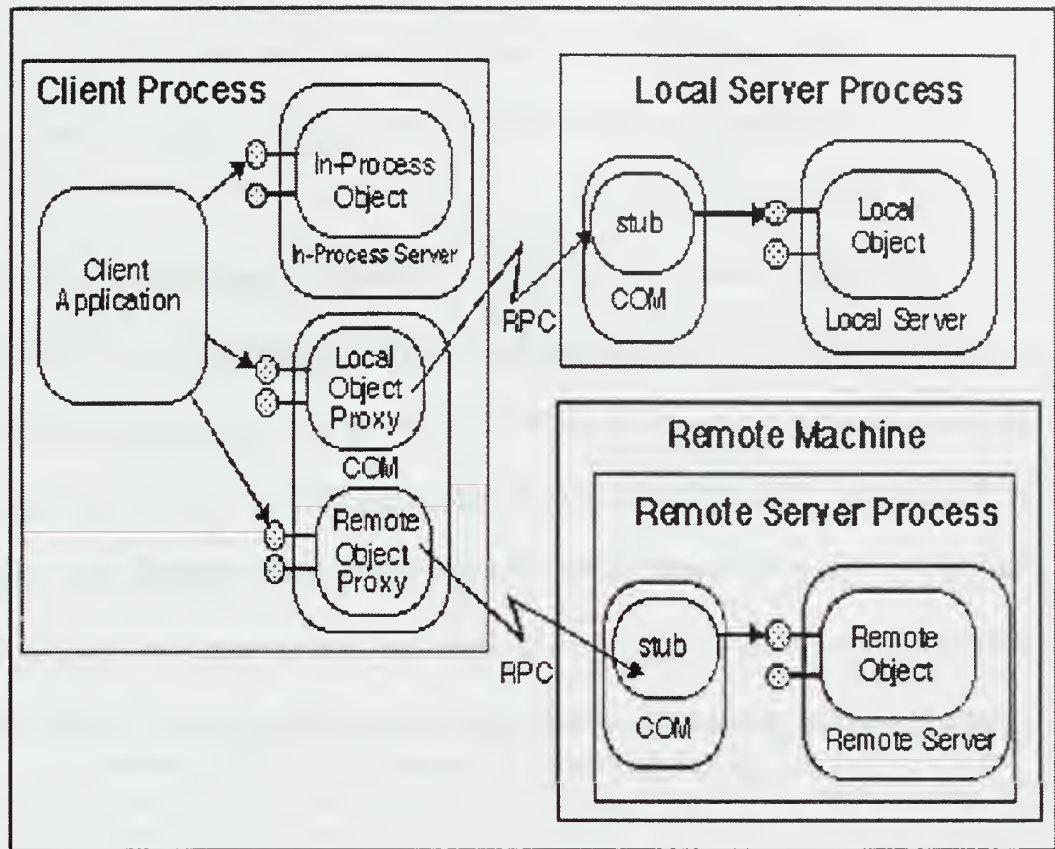 Client Process
In-Process
Object
In-Process Server
Client
Application
Local
Object
Proxy
COM
Remote
Object
Proxy
RPC
RPC
Local Server Process
stub
COM
Local
Object
Local Server
Remote Machine
Remote Server Process
stub
COM
Remote
Object
Remote Server